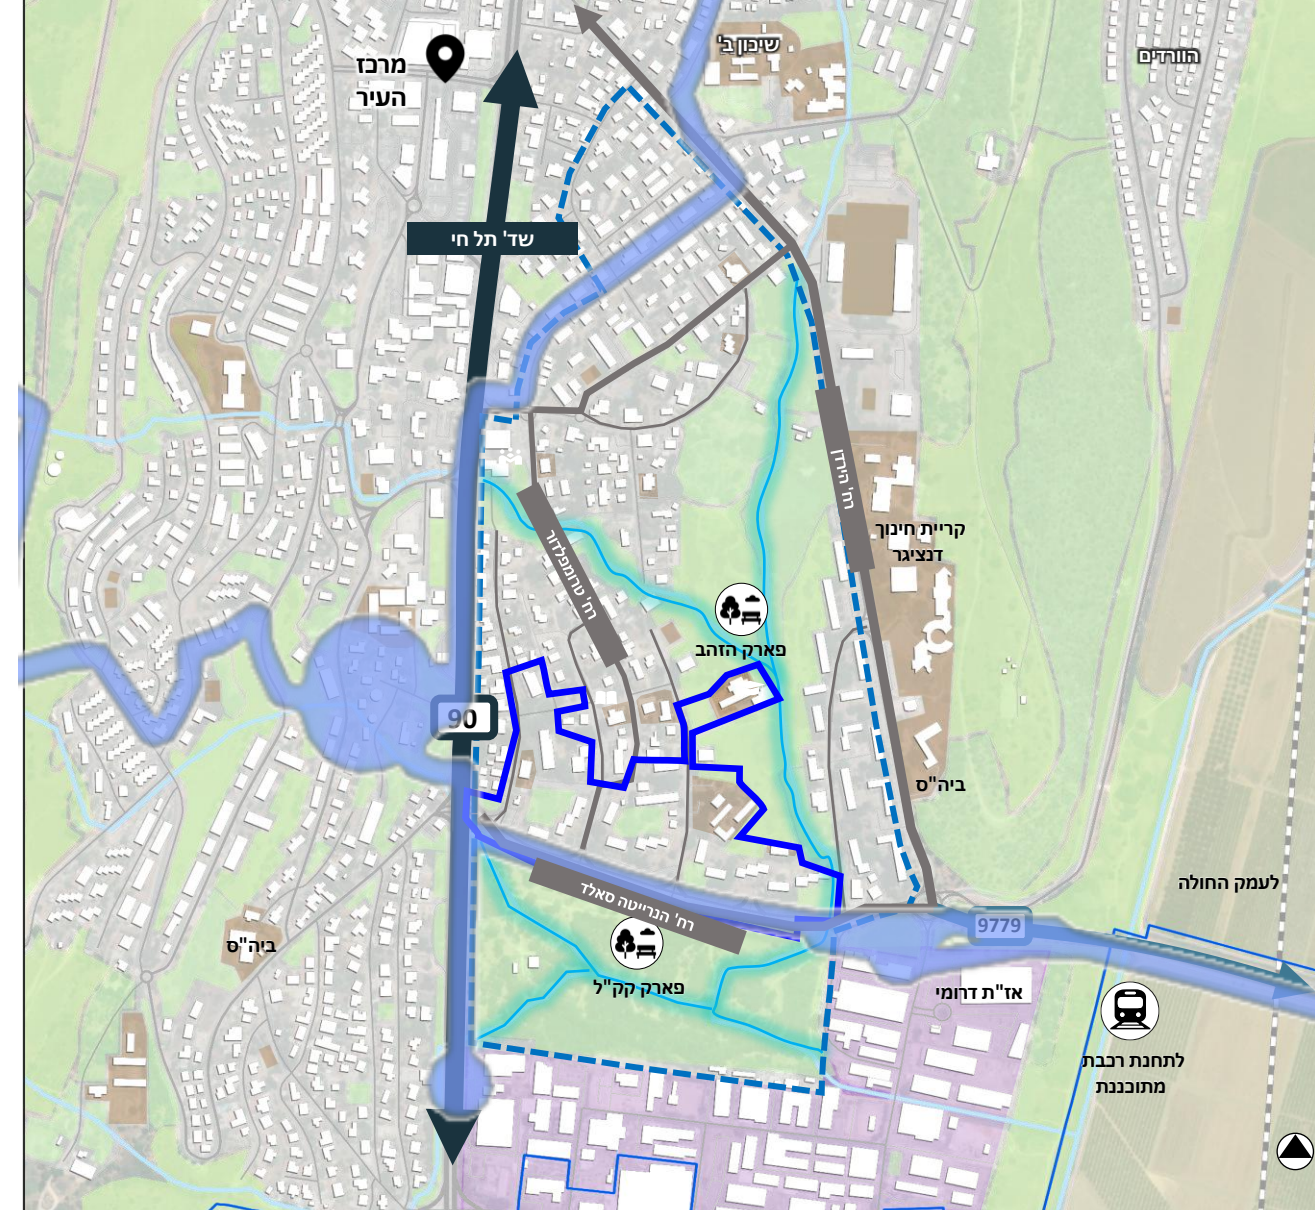 שיכון ב'
הוורדים
מרכז
העיר
שד' תל חי
רח' הירדן
קריית חינוך
דנציגר
רח' טרומפלדור
פארק הזהב
90
ביה"ס
לעמק החולה
רח' הנרייטה סאלד
9779
ביה"ס
פארק קק"ל
אז"ת דרומי
לתחנת רכבת
מתוכננת